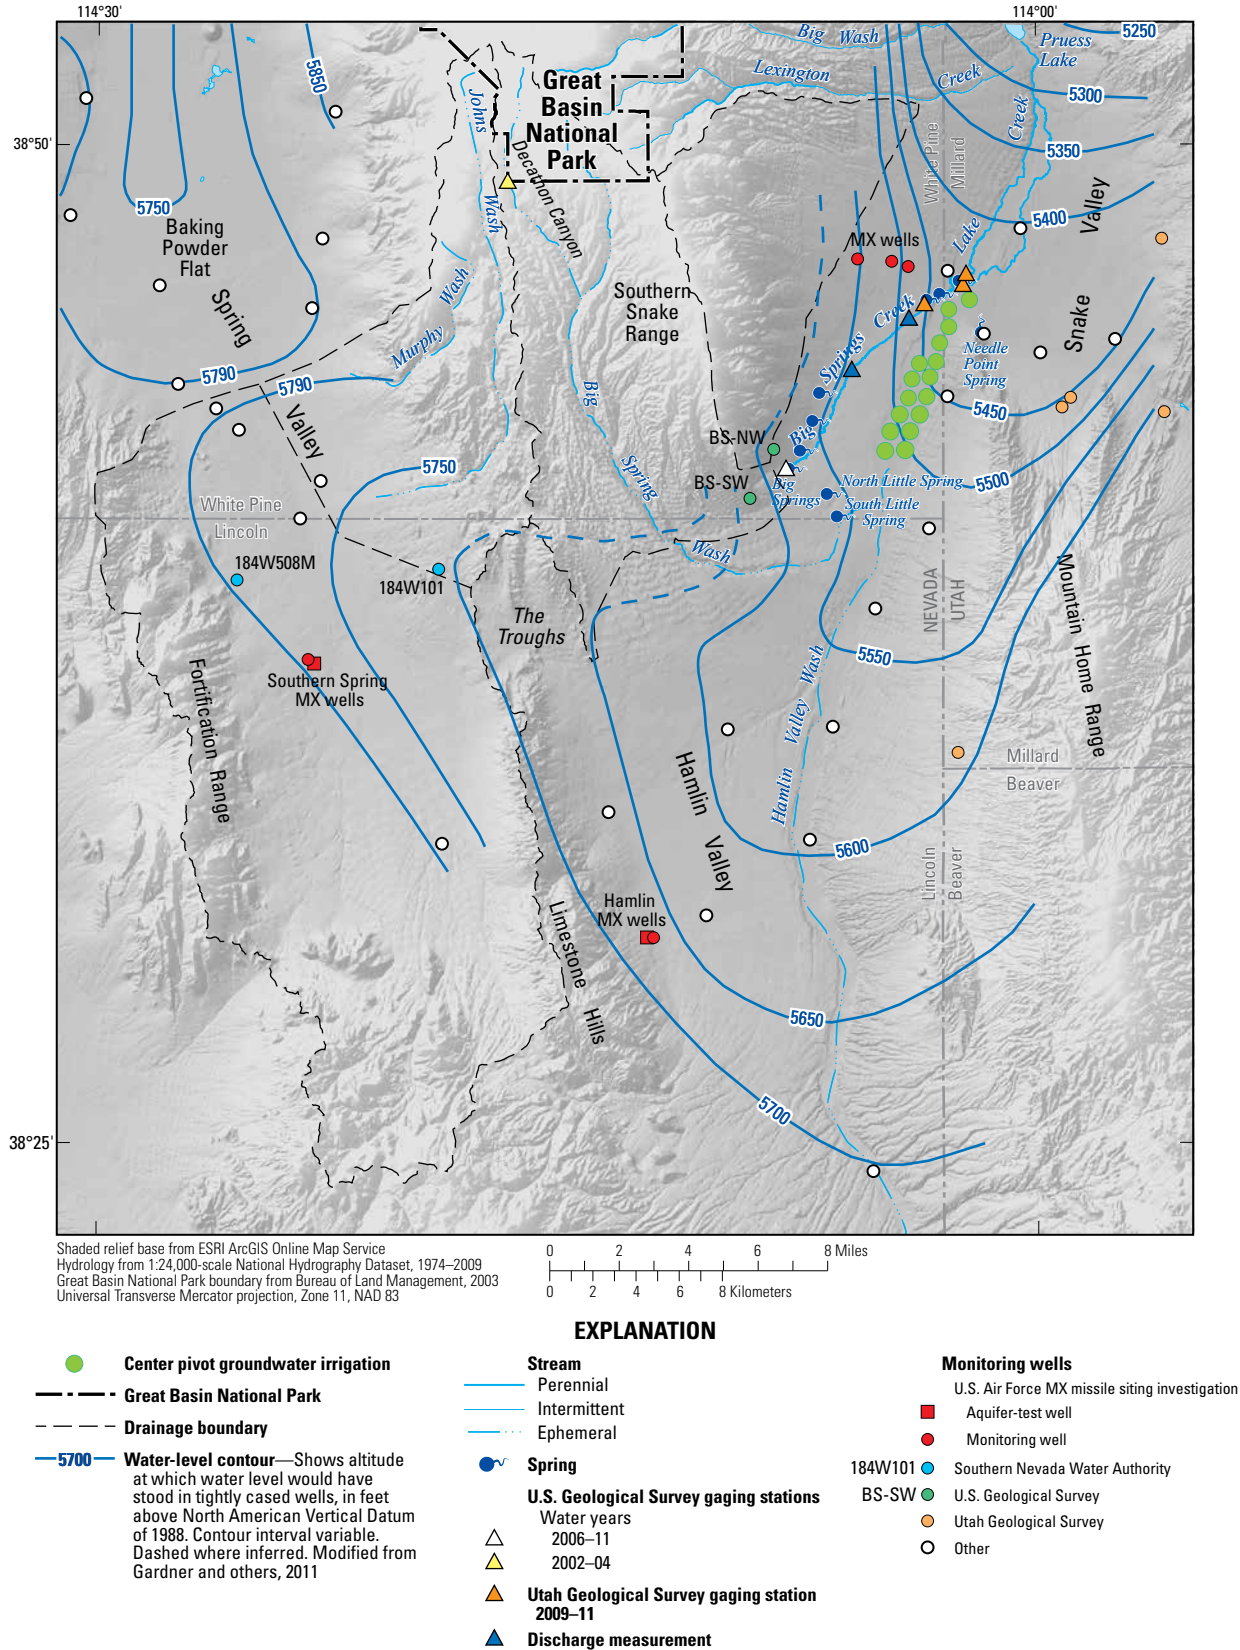 114°30'
114°00'
38°50'
38°25'
5850
Big Wash
Pruess
Lake
5250
Great
Basin
National
Park
Lexington
Creek
5300
Johns
Wash
Decathon Canyon
Creek
White Pine
Millard
5350
5750
Baking
Powder
Flat
5400
Valley
MX wells
Lake
Wash
Murphy
Spring
Southern
Snake
Range
Creek
Snake
Springs
Needle
Point
Spring
5790
5790
Big
Valley
5450
BS-NW
Big
5750
Spring
BS-SW
Big
Springs
North Little Spring
5500
White Pine
Lincoln
South Little
Spring
Wash
184W508M
184W101
The
Troughs
NEVADA
UTAH
Mountain Home Range
Southern Spring
MX wells
Fortification Range
5550
Hamlin Valley Wash
Hamlin Valley
Millard
Beaver
5600
Lincoln
Beaver
Hamlin
MX wells
Limestone Hills
5650
5700
Shaded relief base from ESRI ArcGIS Online Map Service
Hydrology from 1:24,000-scale National Hydrography Dataset, 1974–2009
Great Basin National Park boundary from Bureau of Land Management, 2003
Universal Transverse Mercator projection, Zone 11, NAD 83
0 2 4 6 8 Miles
0 2 4 6 8 Kilometers
EXPLANATION
Center pivot groundwater irrigation
Great Basin National Park
Drainage boundary
5700 Water-level contour—Shows altitude
at which water level would have
stood in tightly cased wells, in feet
above North American Vertical Datum
of 1988. Contour interval variable.
Dashed where inferred. Modified from
Gardner and others, 2011
Stream
Perennial
Intermittent
Ephemeral
Spring
U.S. Geological Survey gaging stations
Water years
2006–11
2002–04
Utah Geological Survey gaging station
2009–11
Discharge measurement
Monitoring wells
U.S. Air Force MX missile siting investigation
Aquifer-test well
Monitoring well
184W101 Southern Nevada Water Authority
BS-SW U.S. Geological Survey
Utah Geological Survey
Other